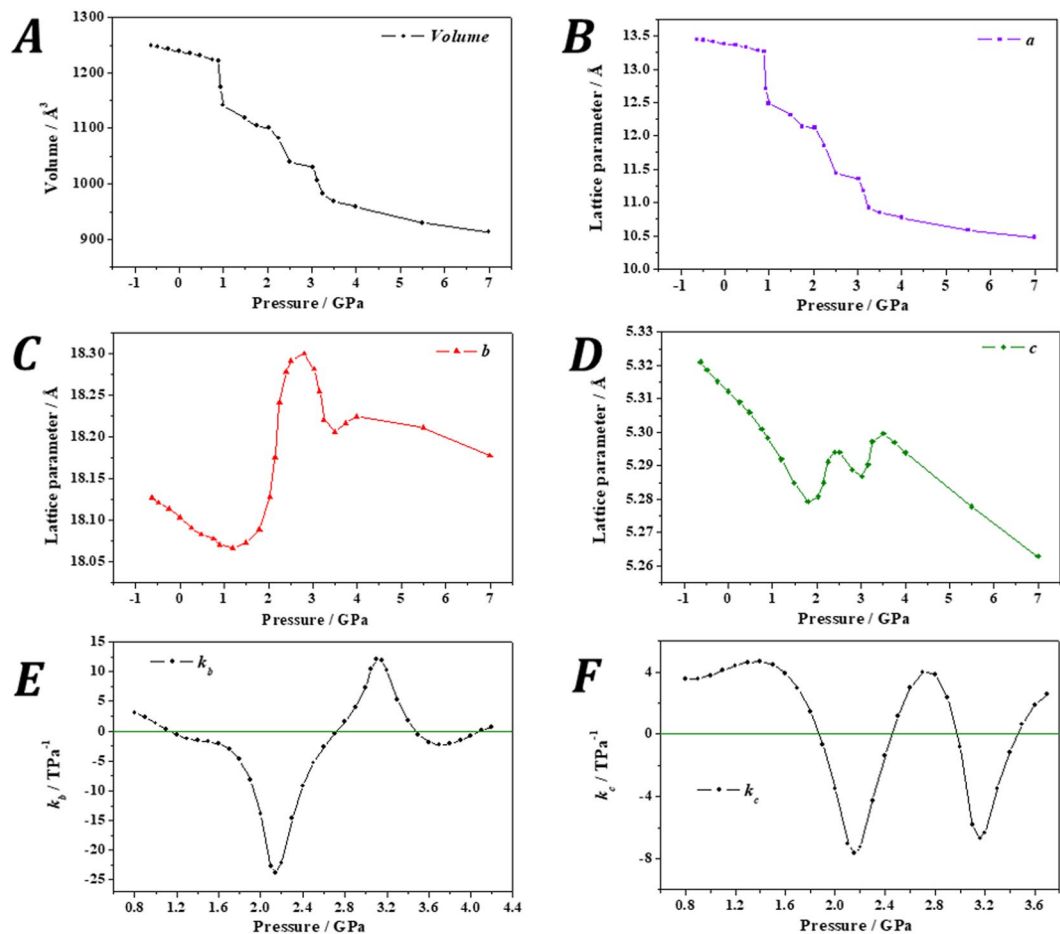 A
Volume
Volume / Å³
1300
1200
1100
1000
900
-1 0 1 2 3 4 5 6 7
Pressure / GPa
B
a
Lattice parameter / Å
13.5
13.0
12.5
12.0
11.5
11.0
10.5
10.0
-1 0 1 2 3 4 5 6 7
Pressure / GPa
C
b
Lattice parameter / Å
18.30
18.25
18.20
18.15
18.10
18.05
-1 0 1 2 3 4 5 6 7
Pressure / GPa
D
c
Lattice parameter / Å
5.33
5.32
5.31
5.30
5.29
5.28
5.27
5.26
-1 0 1 2 3 4 5 6 7
Pressure / GPa
E
k_b
k_b / TPa⁻¹
15
10
5
0
-5
-10
-15
-20
-25
0.8 1.2 1.6 2.0 2.4 2.8 3.2 3.6 4.0 4.4
Pressure / GPa
F
k_c
k_c / TPa⁻¹
4
0
-4
-8
0.8 1.2 1.6 2.0 2.4 2.8 3.2 3.6
Pressure / GPa